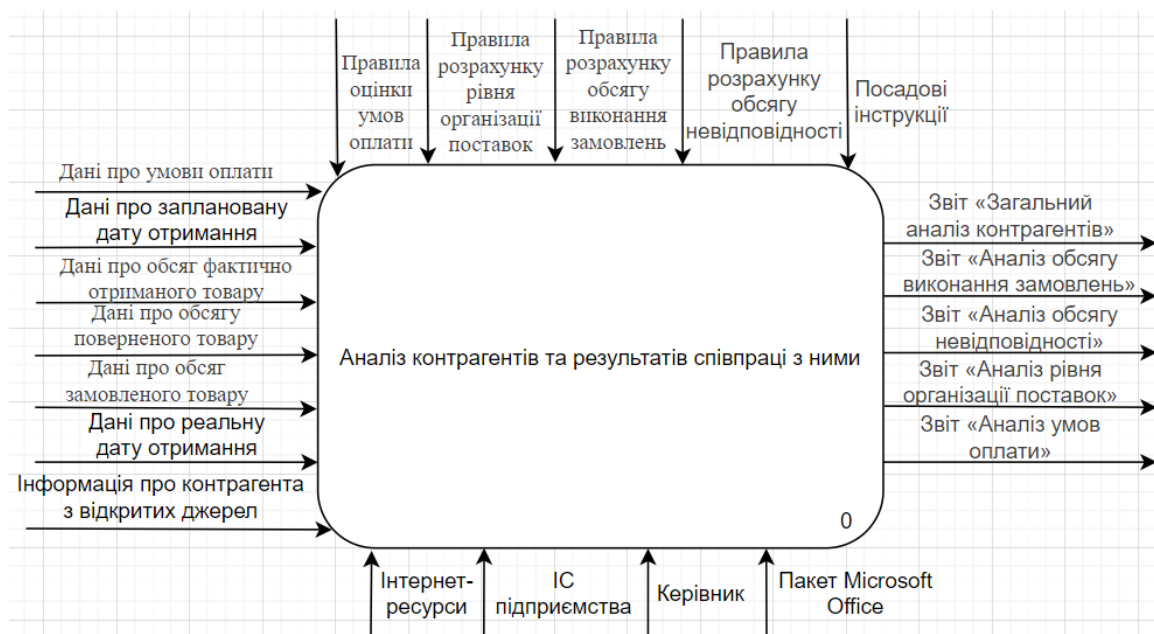 Правила
оцінки
умов
оплати
Правила
розрахунку
рівня
організації
поставок
Правила
розрахунку
обсягу
виконання
замовлень
Правила
розрахунку
обсягу
невідповідності
Посадові
інструкції
Дані про умови оплати
Дані про заплановану
дату отримання
Дані про обсяг фактично
отриманого товару
Дані про обсягу
поверненого товару
Дані про обсяг
замовленого товару
Дані про реальну
дату отримання
Інформація про контрагента
з відкритих джерел
Аналіз контрагентів та результатів співпраці з ними
0
Звіт «Загальний
аналіз контрагентів»
Звіт «Аналіз обсягу
виконання замовлень»
Звіт «Аналіз обсягу
невідповідності»
Звіт «Аналіз рівня
організації поставок»
Звіт «Аналіз умов
оплати»
Інтернет-
ресурси
ІС
підприємства
Керівник
Пакет Microsoft
Office